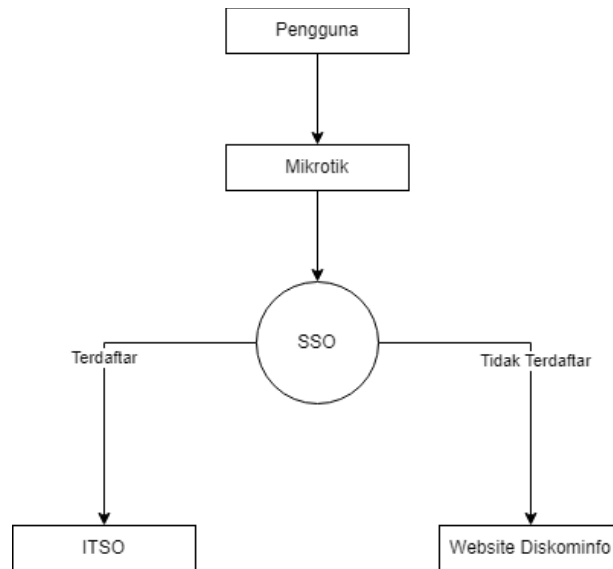 Pengguna
Mikrotik
SSO
Terdaftar
Tidak Terdaftar
ITSO
Website Diskominfo